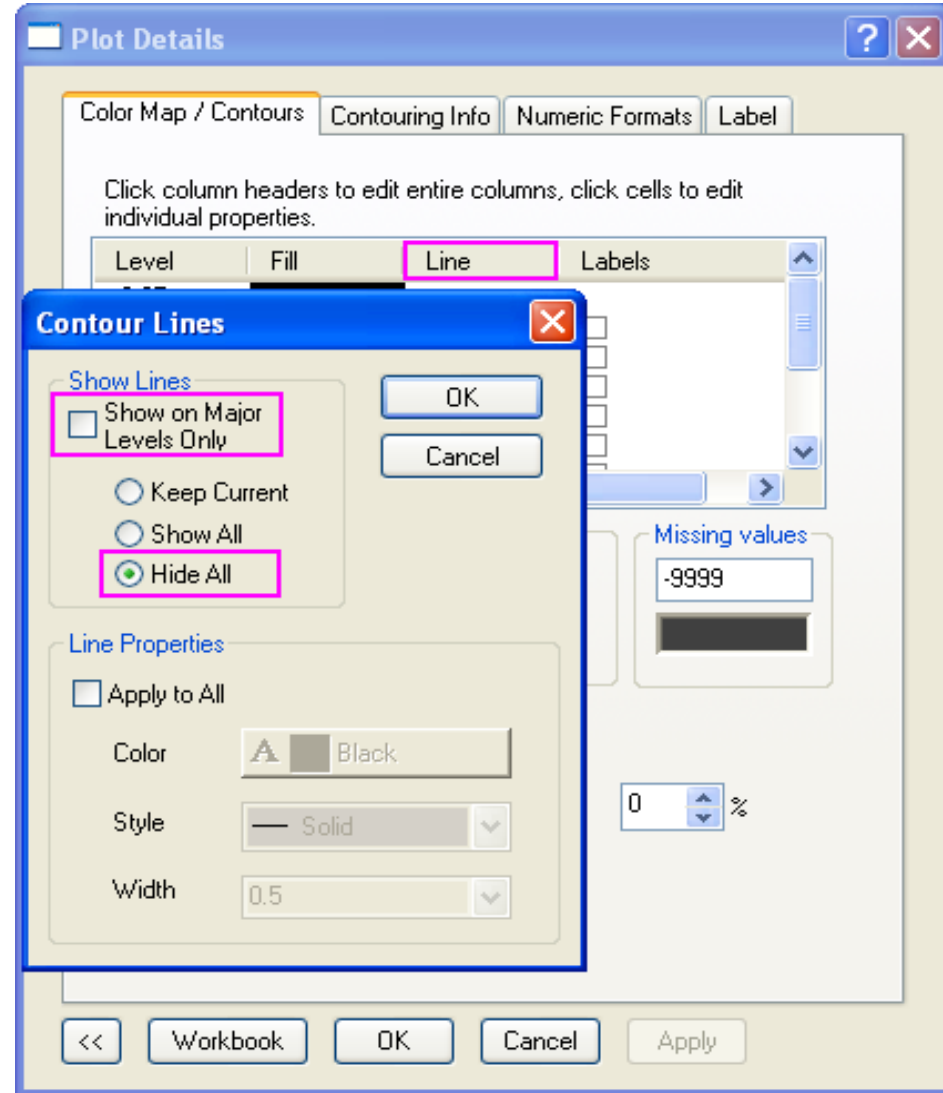 Plot Details
Color Map / Contours
Contouring Info
Numeric Formats
Label
Click column headers to edit entire columns, click cells to edit
individual properties.
Level
Fill
Line
Labels
Contour Lines
Show Lines
Show on Major
Levels Only
Keep Current
Show All
Hide All
OK
Cancel
Missing values
-9999
Line Properties
Apply to All
Color
A
Black
Style
Solid
Width
0.5
0
%
<<
Workbook
OK
Cancel
Apply